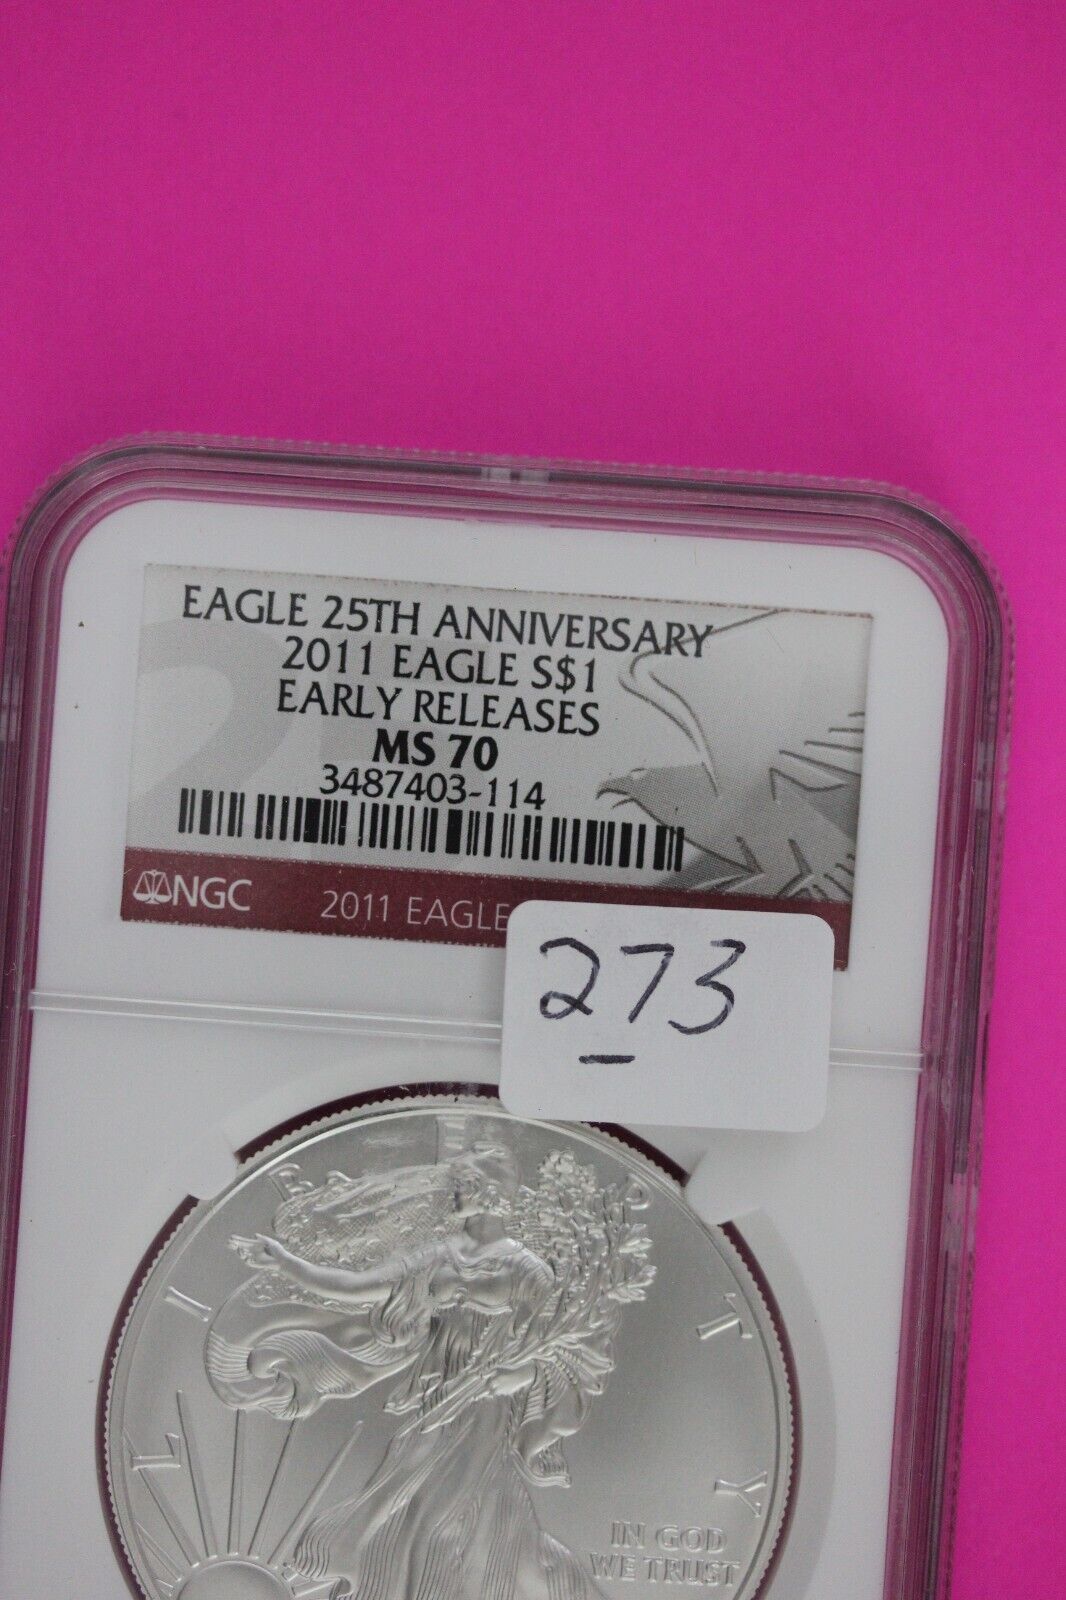 EAGLE 25TH ANNIVERSARY
2011 EAGLE S$1
EARLY RELEASES
MS 70
3487403-114
NGC 2011 EAGLE
273
LIBERTY
IN GOD
WE TRUST